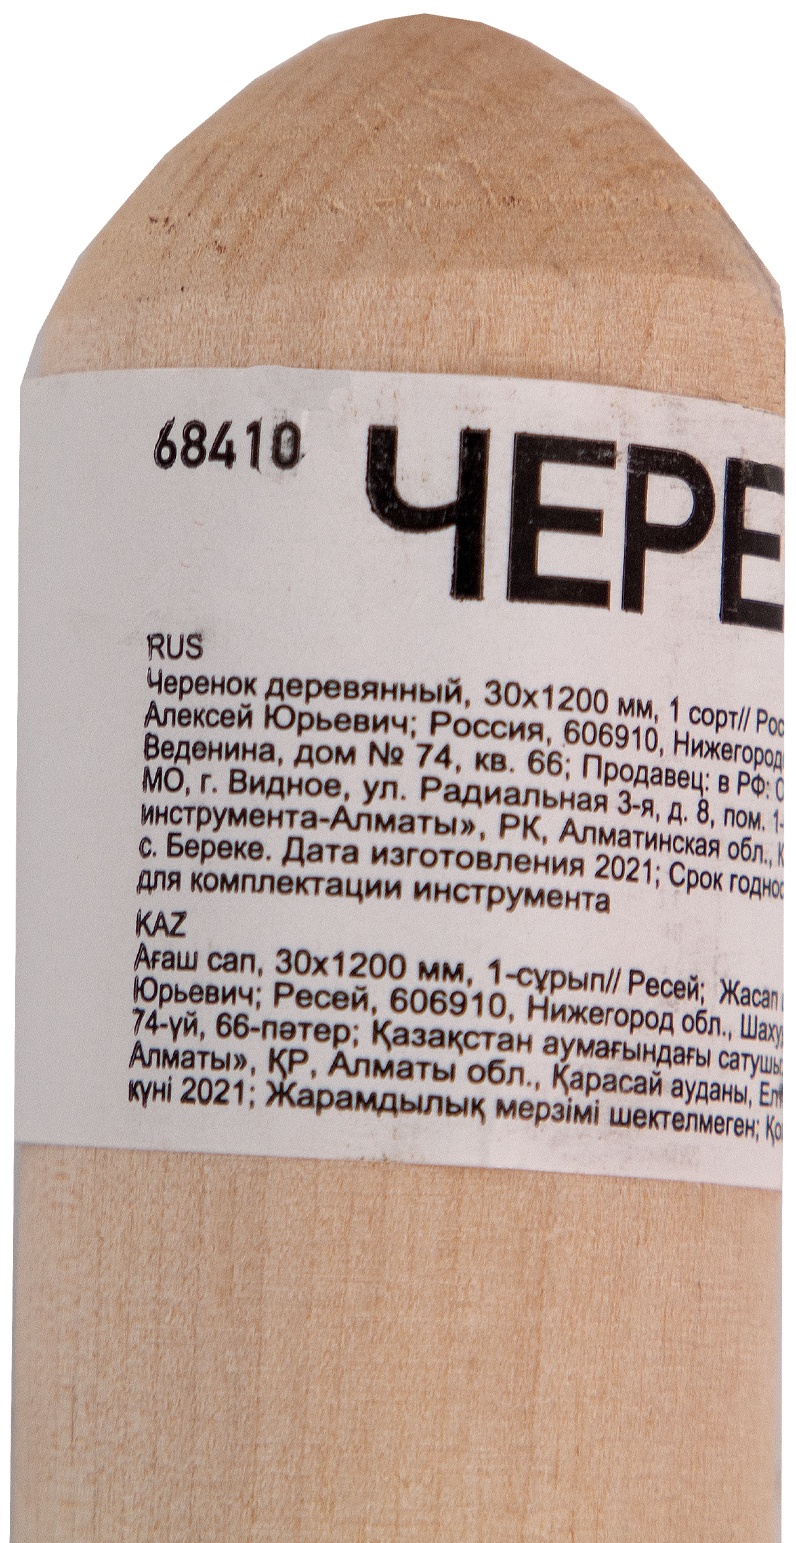 68410
ЧЕРЕ
RUS
Черенок деревянный, 30х1200 мм, 1 сорт// Рос
Алексей Юрьевич; Россия, 606910, Нижегород
Веденина, дом № 74, кв. 66; Продавец: в РФ: О
МО, г. Видное, ул. Радиальная 3-я, д. 8, пом. 1-
инструмента-Алматы», РК, Алматинская обл., К
с. Береке. Дата изготовления 2021; Срок годнос
для комплектации инструмента
KAZ
Ағаш сап, 30х1200 мм, 1-сұрып// Ресей; Жасап
Юрьевич; Ресей, 606910, Нижегород обл., Шаху
74-үй, 66-пәтер; Қазақстан аумағындағы сатушы
Алматы», ҚР, Алматы обл., Қарасай ауданы, Елт
күні 2021; Жарамдылық мерзімі шектелмеген; Қо